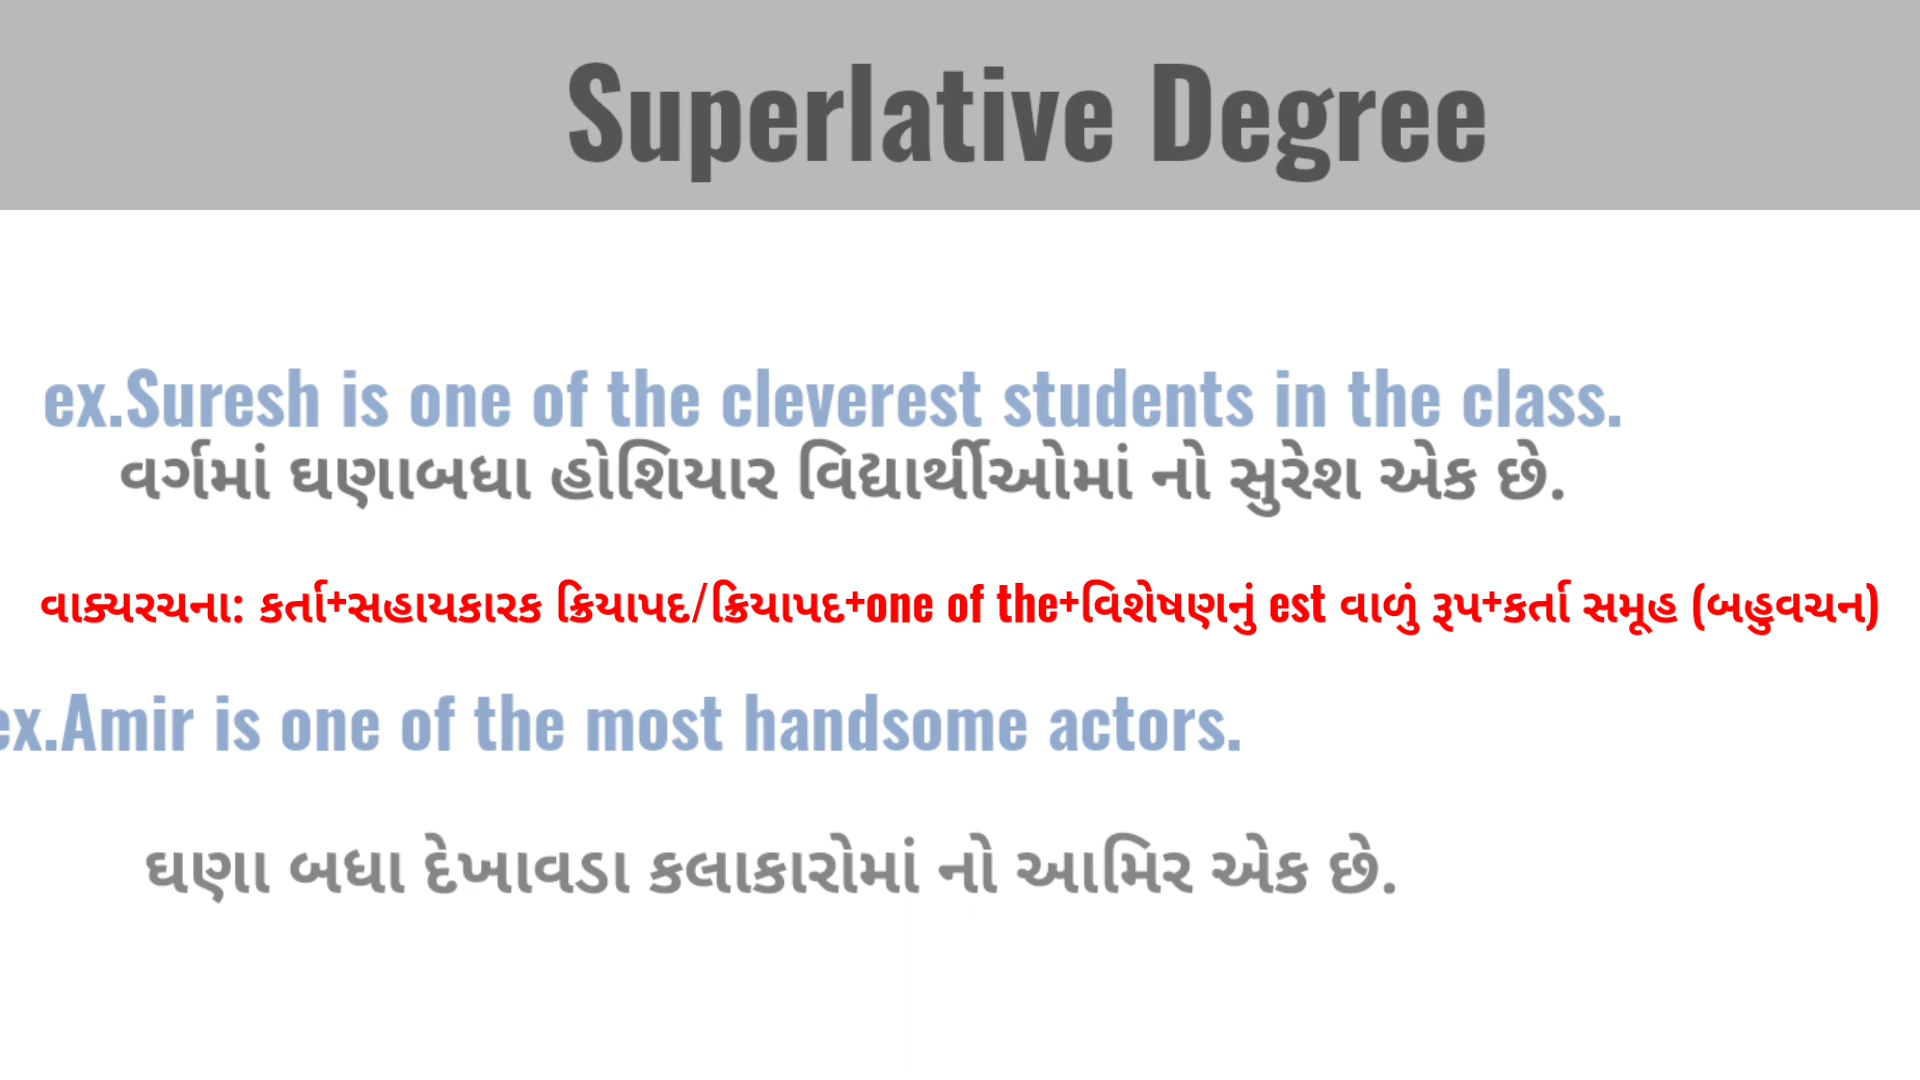 Superlative Degree
ex.Suresh is one of the cleverest students in the class.
વર્ગમાં ઘણાબધા હોશિયાર વિદ્યાર્થીઓમાં નો સુરેશ એક છે.
વાક્યરચના: કર્તા+સહાયકારક ક્રિયાપદ/ક્રિયાપદ+one of the+વિશેષણનું est વાળું રૂપ+કર્તા સમૂહ (બહુવચન)
ex.Amir is one of the most handsome actors.
ઘણા બધા દેખાવડા કલાકારોમાં નો આમિર એક છે.